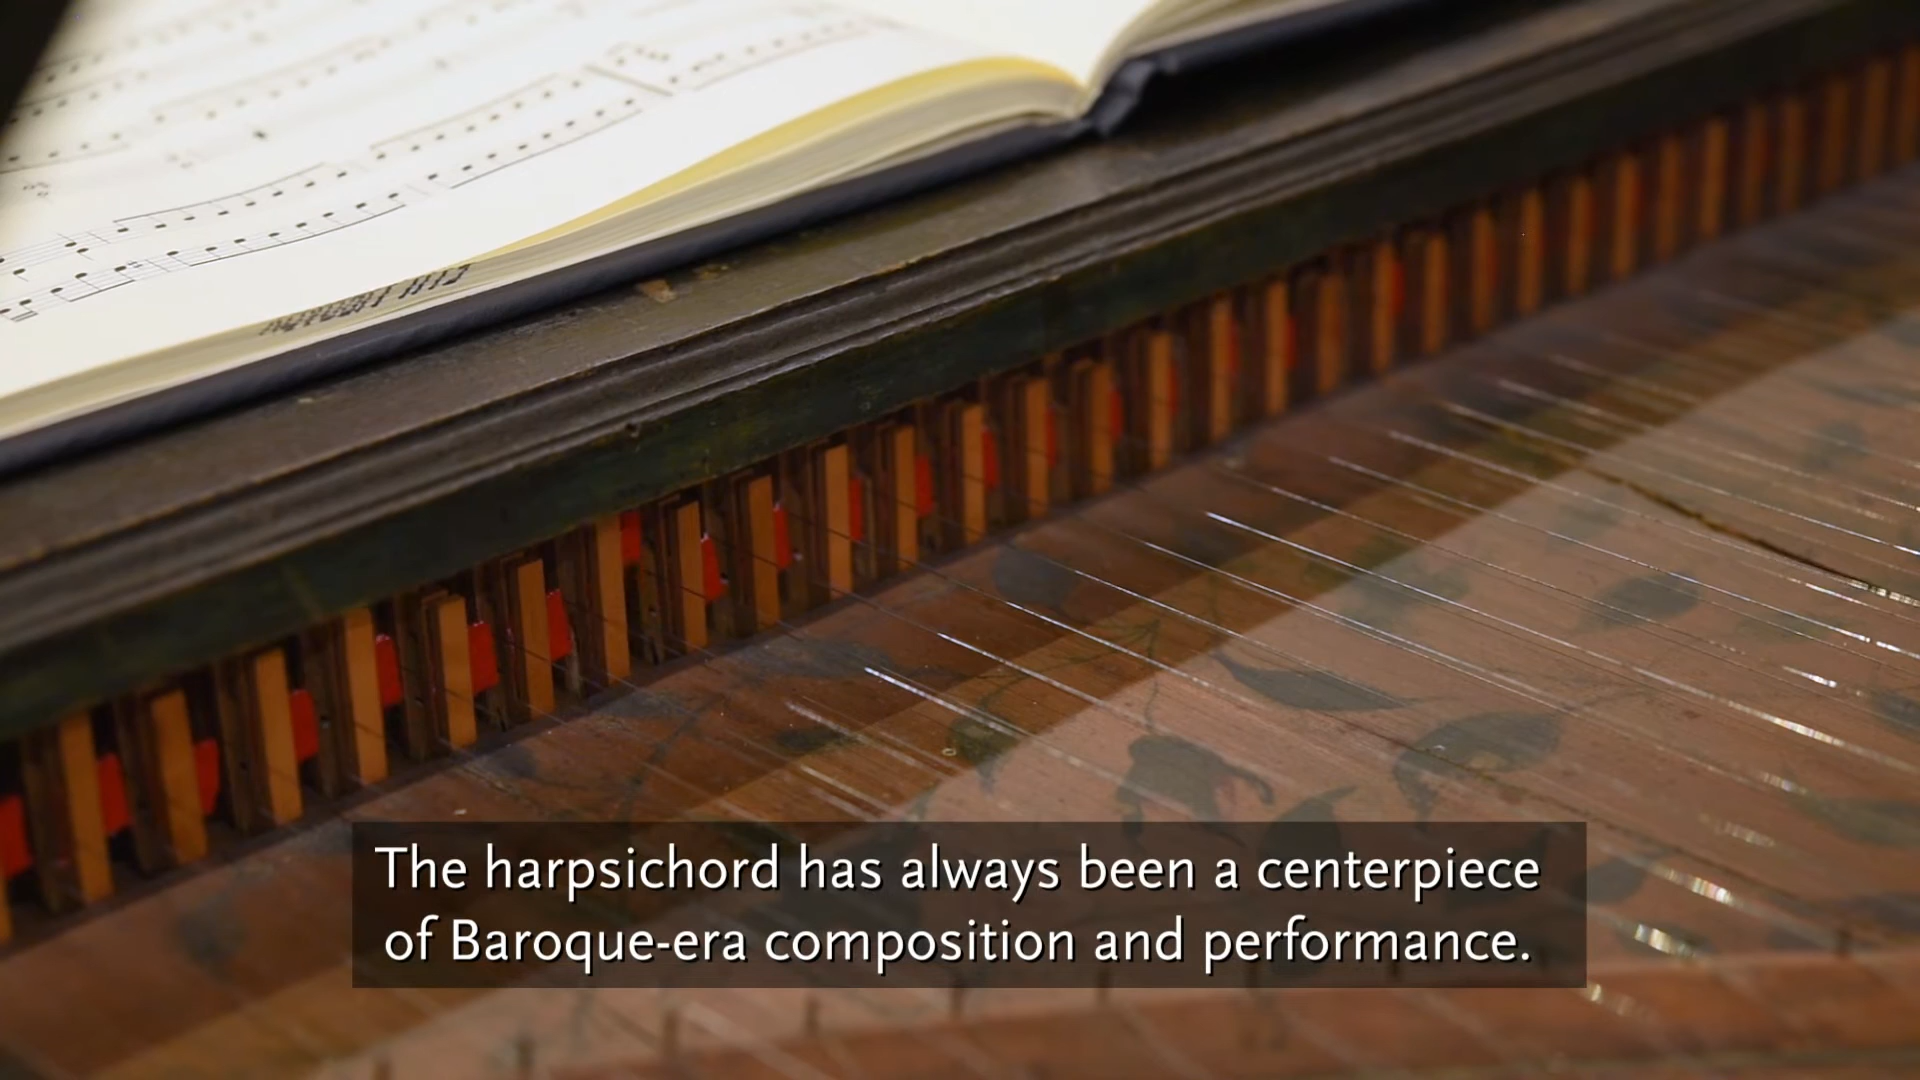 The harpsichord has always been a centerpiece
of Baroque-era composition and performance.